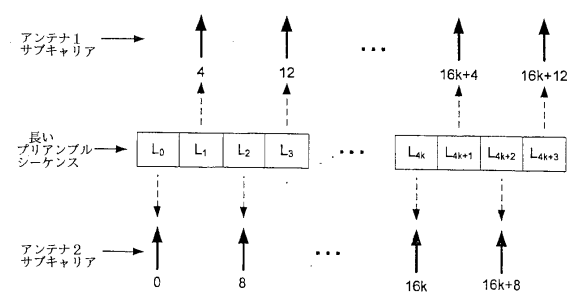 アンテナ1
サブキャリア
4
12
16k+4
16k+12
長い
プリアンブル
シーケンス
L0 L1 L2 L3 L4k L4k+1 L4k+2 L4k+3
アンテナ2
サブキャリア
0
8
16k
16k+8